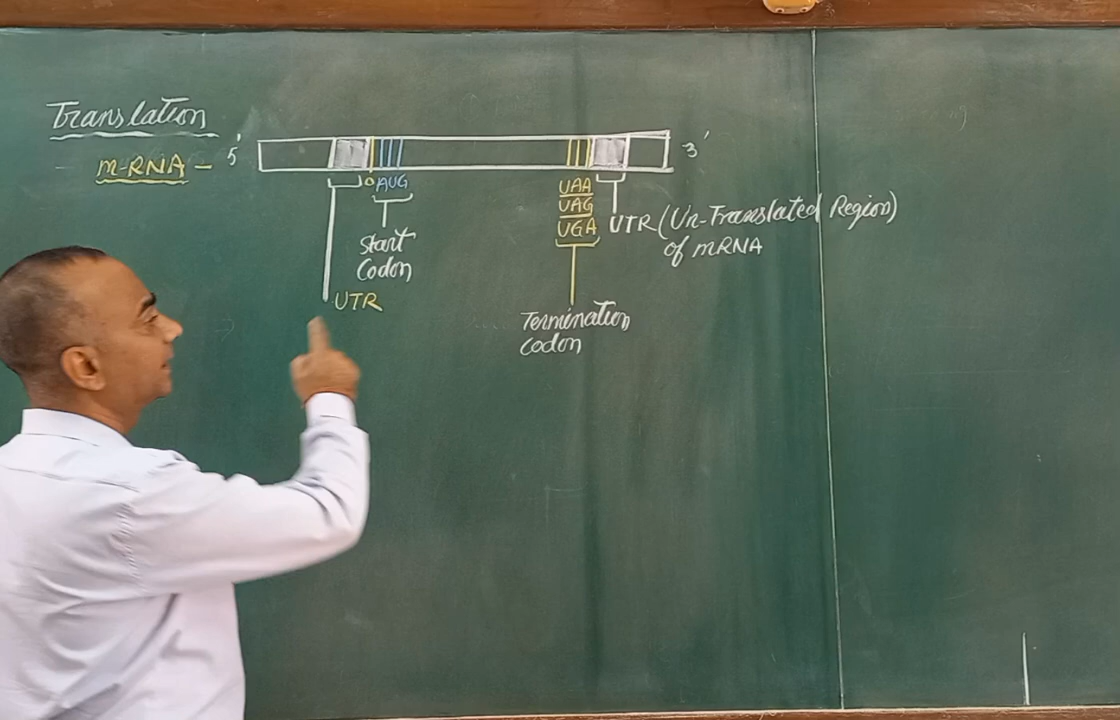 Translation
m-RNA -
5'
3'
AUG
Start
Codon
UTR
UAA
UAG
UGA
Termination
Codon
UTR (Un-Translated Region)
of mRNA